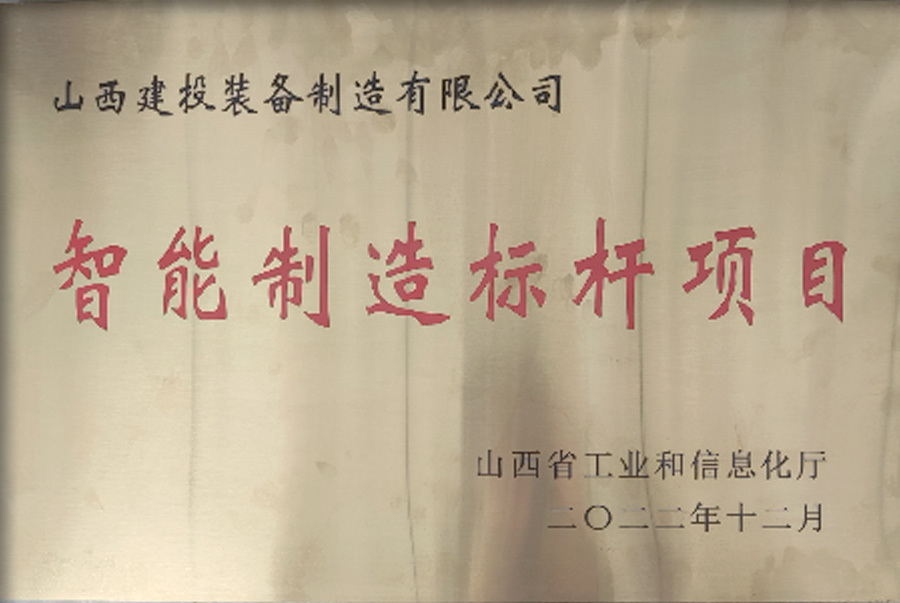 山西建投装备制造有限公司
智能制造标杆项目
山西省工业和信息化厅
二〇二二年十二月